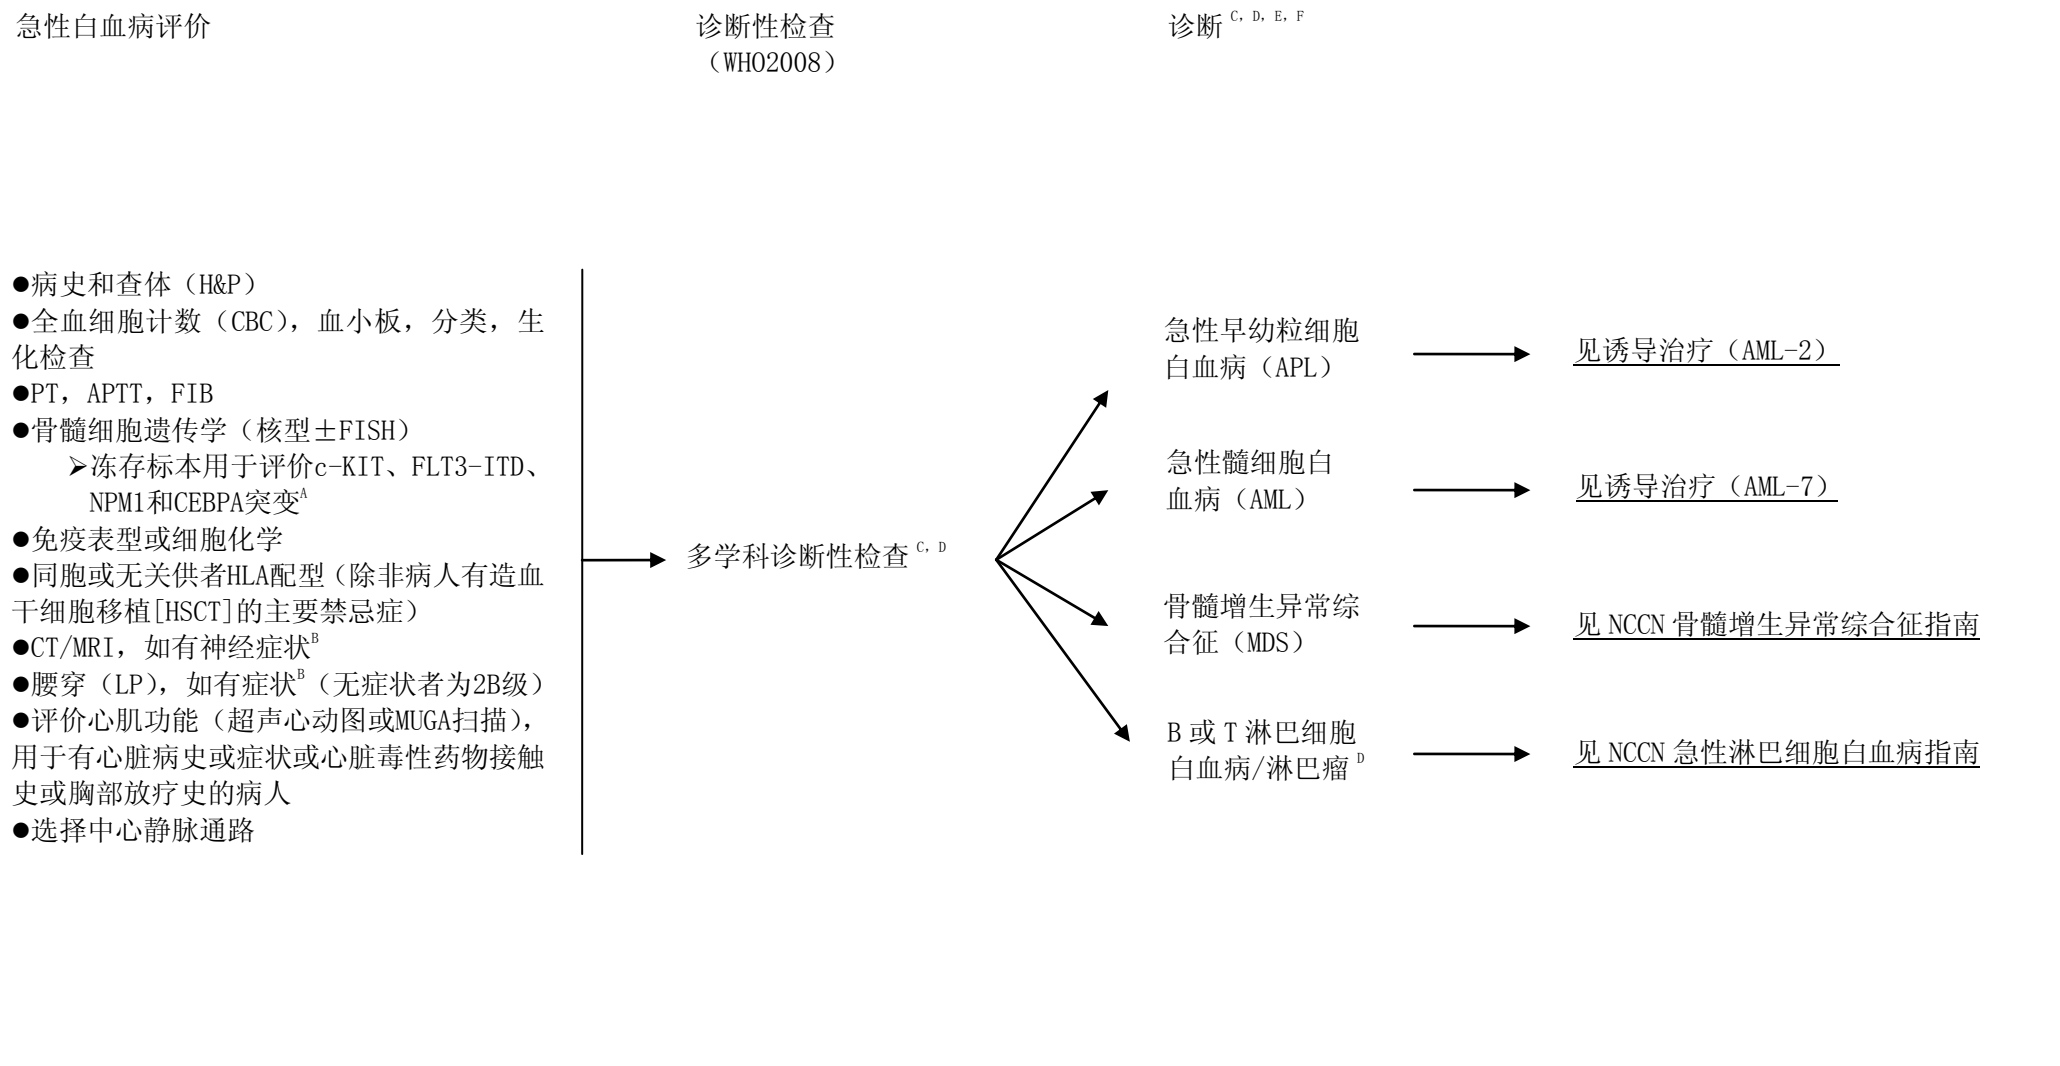 急性白血病评价
诊断性检查
（WHO2008）
诊断 C, D, E, F
●病史和查体（H&P）
●全血细胞计数（CBC），血小板，分类，生
化检查
●PT，APTT，FIB
●骨髓细胞遗传学（核型±FISH）
➢冻存标本用于评价c-KIT、FLT3-ITD、
NPM1和CEBPA突变A
●免疫表型或细胞化学
●同胞或无关供者HLA配型（除非病人有造血
干细胞移植[HSCT]的主要禁忌症）
●CT/MRI，如有神经症状B
●腰穿（LP），如有症状B（无症状者为2B级）
●评价心肌功能（超声心动图或MUGA扫描），
用于有心脏病史或症状或心脏毒性药物接触
史或胸部放疗史的病人
●选择中心静脉通路
多学科诊断性检查 C, D
急性早幼粒细胞
白血病（APL）
见诱导治疗（AML-2）
急性髓细胞白
血病（AML）
见诱导治疗（AML-7）
骨髓增生异常综
合征（MDS）
见 NCCN 骨髓增生异常综合征指南
B 或 T 淋巴细胞
白血病/淋巴瘤 D
见 NCCN 急性淋巴细胞白血病指南